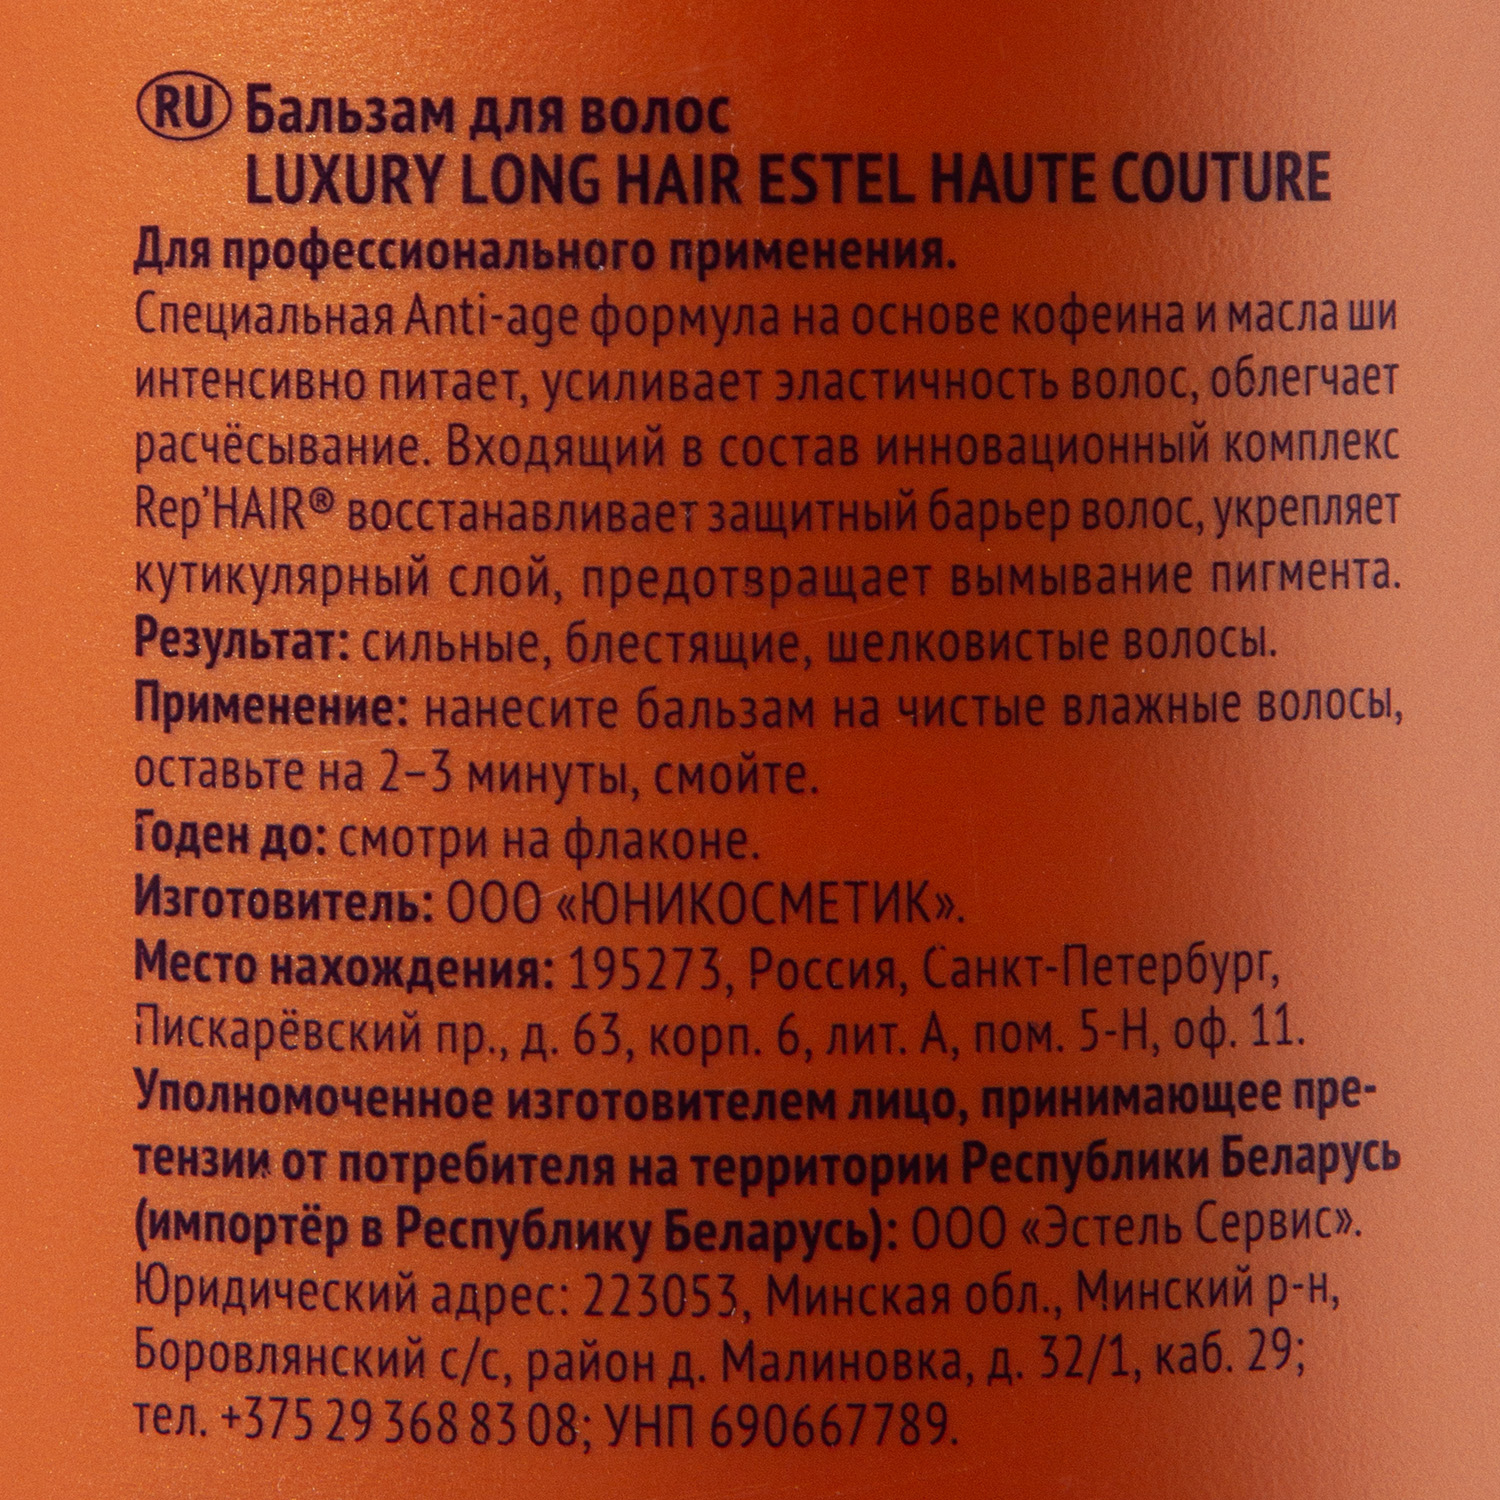 RU Бальзам для волос
LUXURY LONG HAIR ESTEL HAUTE COUTURE
Для профессионального применения.
Специальная Anti-age формула на основе кофеина и масла ши
интенсивно питает, усиливает эластичность волос, облегчает
расчёсывание. Входящий в состав инновационный комплекс
Rep’HAIR® восстанавливает защитный барьер волос, укрепляет
кутикулярный слой, предотвращает вымывание пигмента.
Результат: сильные, блестящие, шелковистые волосы.
Применение: нанесите бальзам на чистые влажные волосы,
оставьте на 2–3 минуты, смойте.
Годен до: смотри на флаконе.
Изготовитель: ООО «ЮНИКОСМЕТИК».
Место нахождения: 195273, Россия, Санкт-Петербург,
Пискарёвский пр., д. 63, корп. 6, лит. А, пом. 5-Н, оф. 11.
Уполномоченное изготовителем лицо, принимающее пре-
тензии от потребителя на территории Республики Беларусь
(импортёр в Республику Беларусь): ООО «Эстель Сервис».
Юридический адрес: 223053, Минская обл., Минский р-н,
Боровлянский с/с, район д. Малиновка, д. 32/1, каб. 29;
тел. +375 29 368 83 08; УНП 690667789.